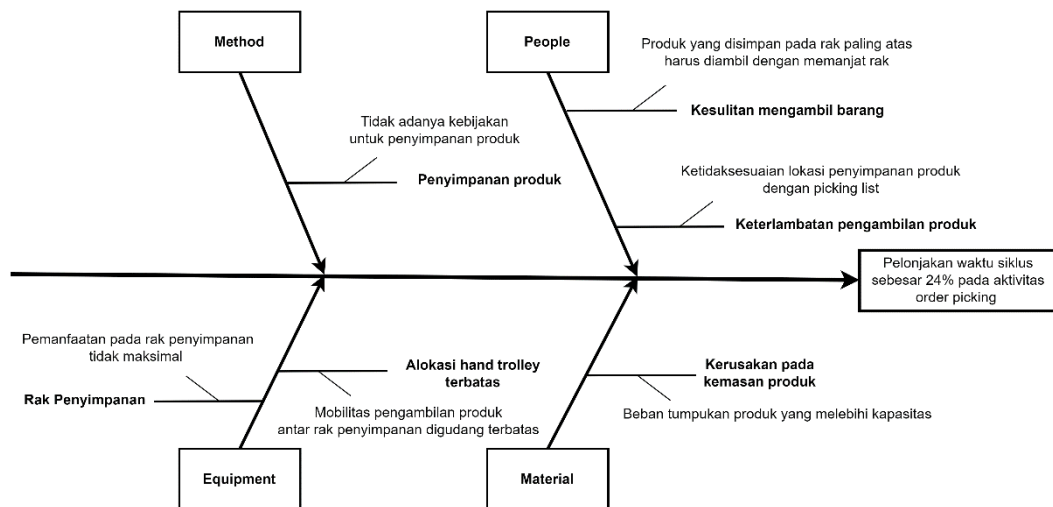 Method
People
Produk yang disimpan pada rak paling atas
harus diambil dengan memanjat rak
Kesulitan mengambil barang
Tidak adanya kebijakan
untuk penyimpanan produk
Penyimpanan produk
Ketidaksesuaian lokasi penyimpanan produk
dengan picking list
Keterlambatan pengambilan produk
Pelonjakan waktu siklus
sebesar 24% pada aktivitas
order picking
Pemanfaatan pada rak penyimpanan
tidak maksimal
Rak Penyimpanan
Alokasi hand trolley
terbatas
Mobilitas pengambilan produk
antar rak penyimpanan digudang terbatas
Kerusakan pada
kemasan produk
Beban tumpukan produk yang melebihi kapasitas
Equipment
Material